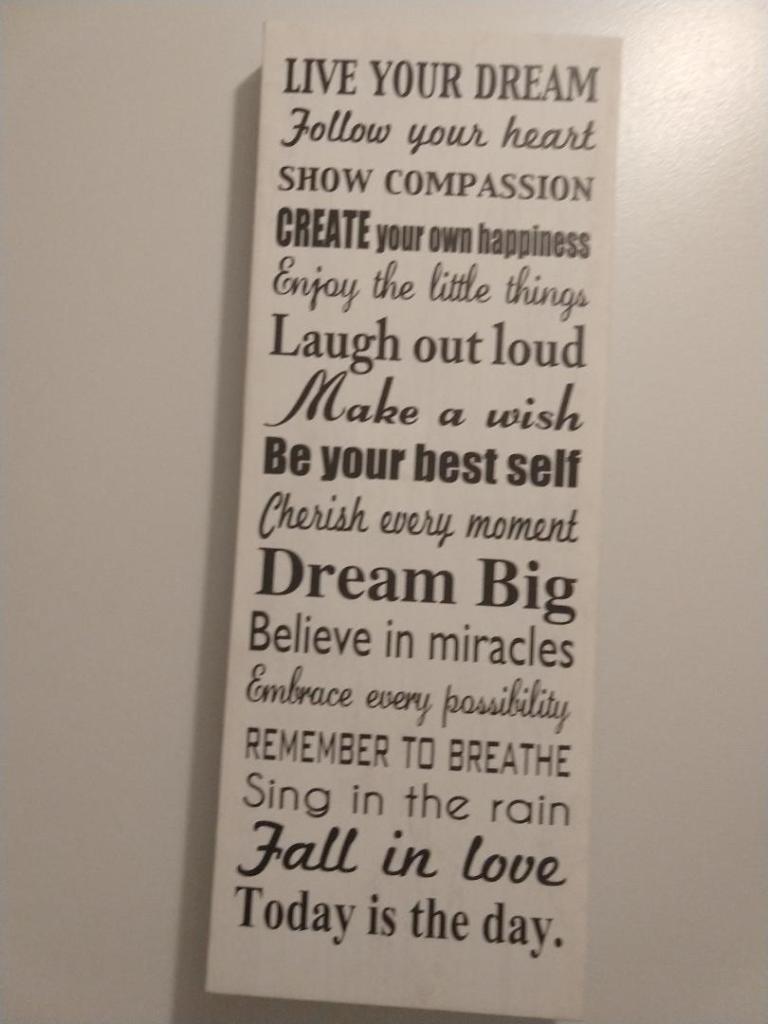 LIVE YOUR DREAM
Follow your heart
SHOW COMPASSION
CREATE your own happiness
Enjoy the little things
Laugh out loud
Make a wish
Be your best self
Cherish every moment
Dream Big
Believe in miracles
Embrace every possibility
REMEMBER TO BREATHE
Sing in the rain
Fall in love
Today is the day.